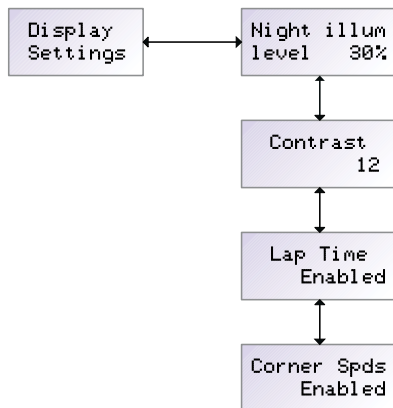 Display
Settings
Night illum
level 30%
Contrast
12
Lap Time
Enabled
Corner Spds
Enabled